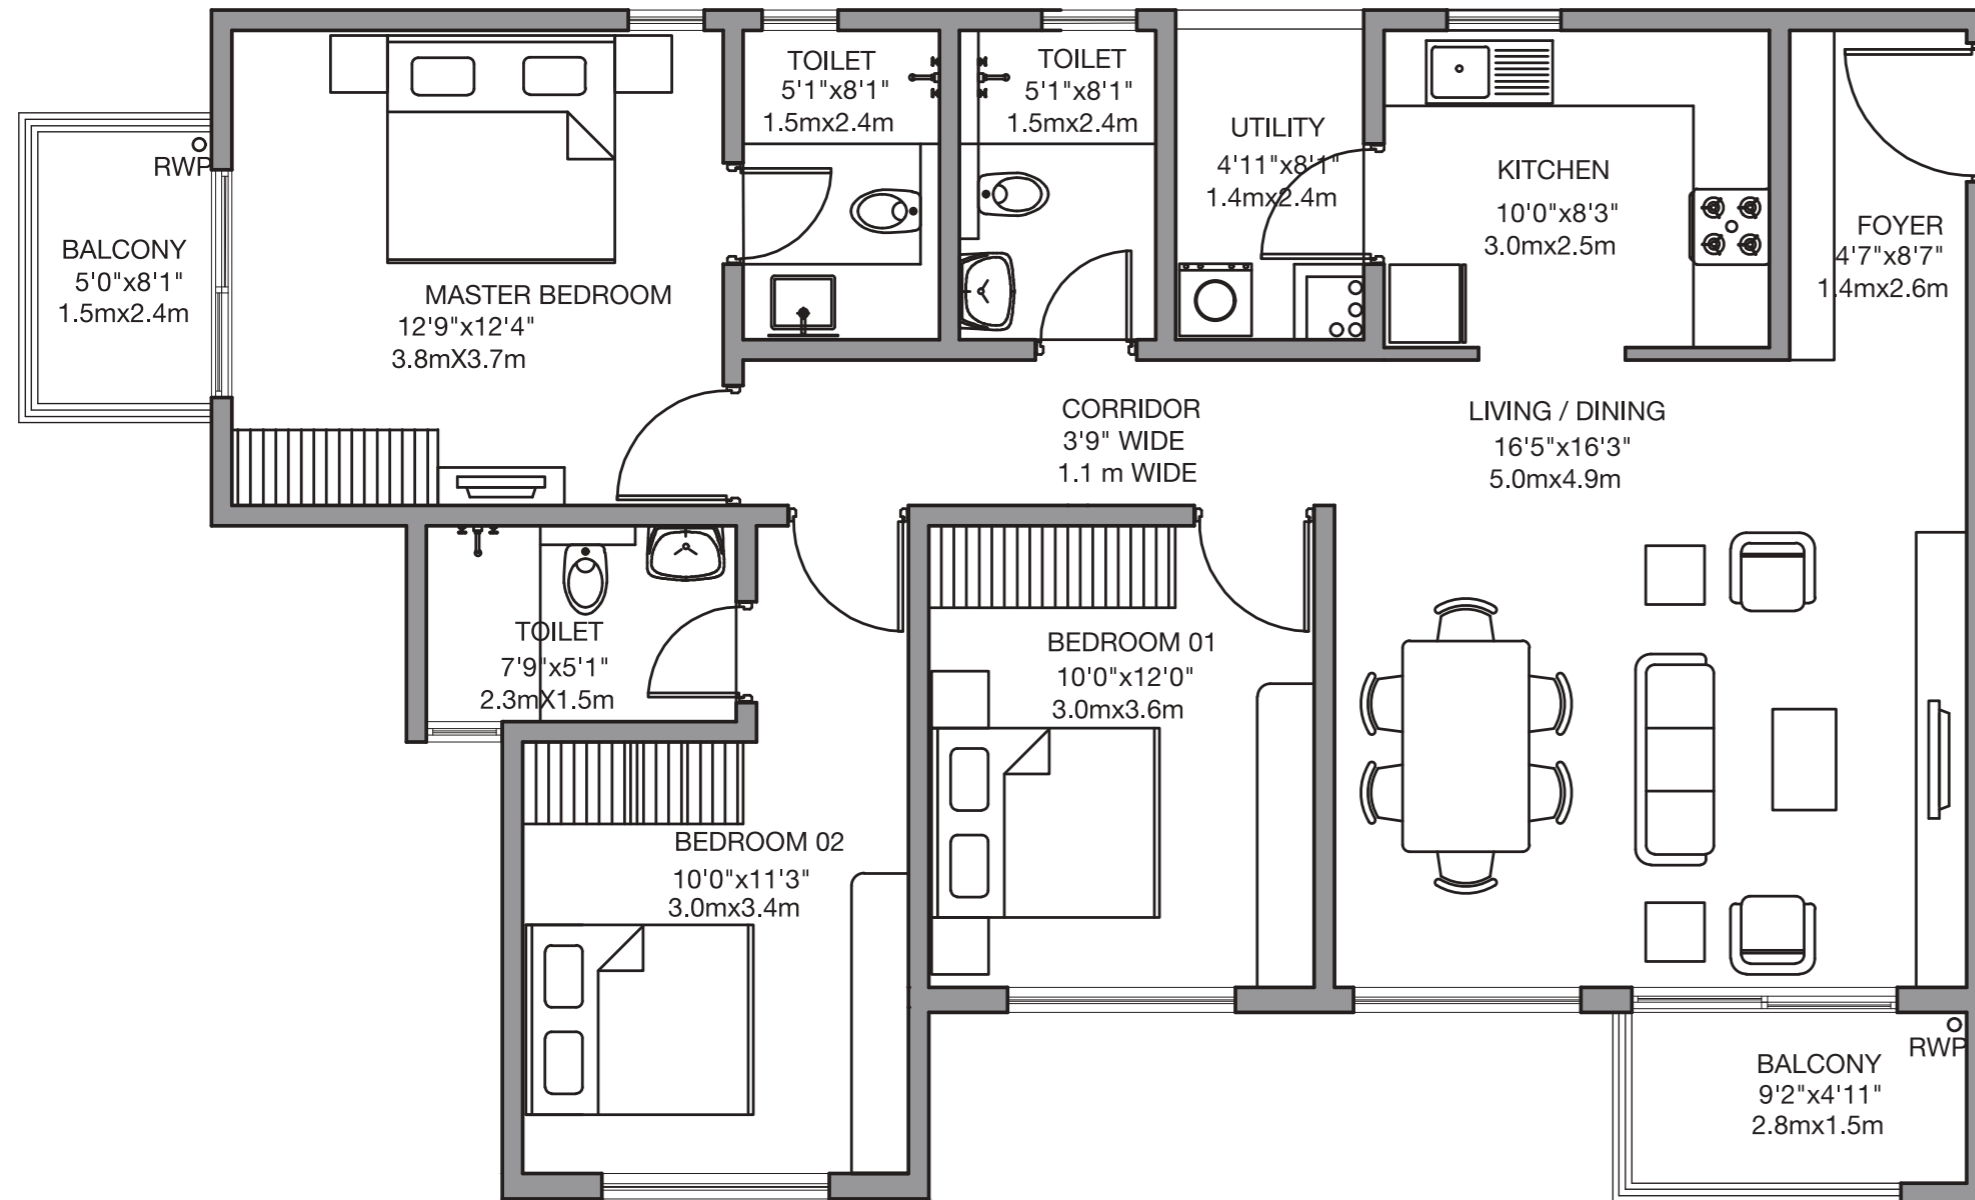 TOILET
5'1"x8'1"
1.5mx2.4m
TOILET
5'1"x8'1"
1.5mx2.4m
UTILITY
4'11"x8'1"
1.4mx2.4m
KITCHEN
10'0"x8'3"
3.0mx2.5m
FOYER
4'7"x8'7"
1.4mx2.6m
RWP
BALCONY
5'0"x8'1"
1.5mx2.4m
MASTER BEDROOM
12'9"x12'4"
3.8mX3.7m
CORRIDOR
3'9" WIDE
1.1 m WIDE
LIVING / DINING
16'5"x16'3"
5.0mx4.9m
TOILET
7'9"x5'1"
2.3mX1.5m
BEDROOM 01
10'0"x12'0"
3.0mx3.6m
BEDROOM 02
10'0"x11'3"
3.0mx3.4m
RWP
BALCONY
9'2"x4'11"
2.8mx1.5m